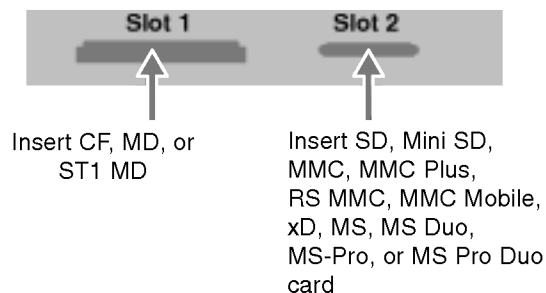 Slot 1
Slot 2
Insert CF, MD, or
ST1 MD
Insert SD, Mini SD,
MMC, MMC Plus,
RS MMC, MMC Mobile,
xD, MS, MS Duo,
MS-Pro, or MS Pro Duo
card